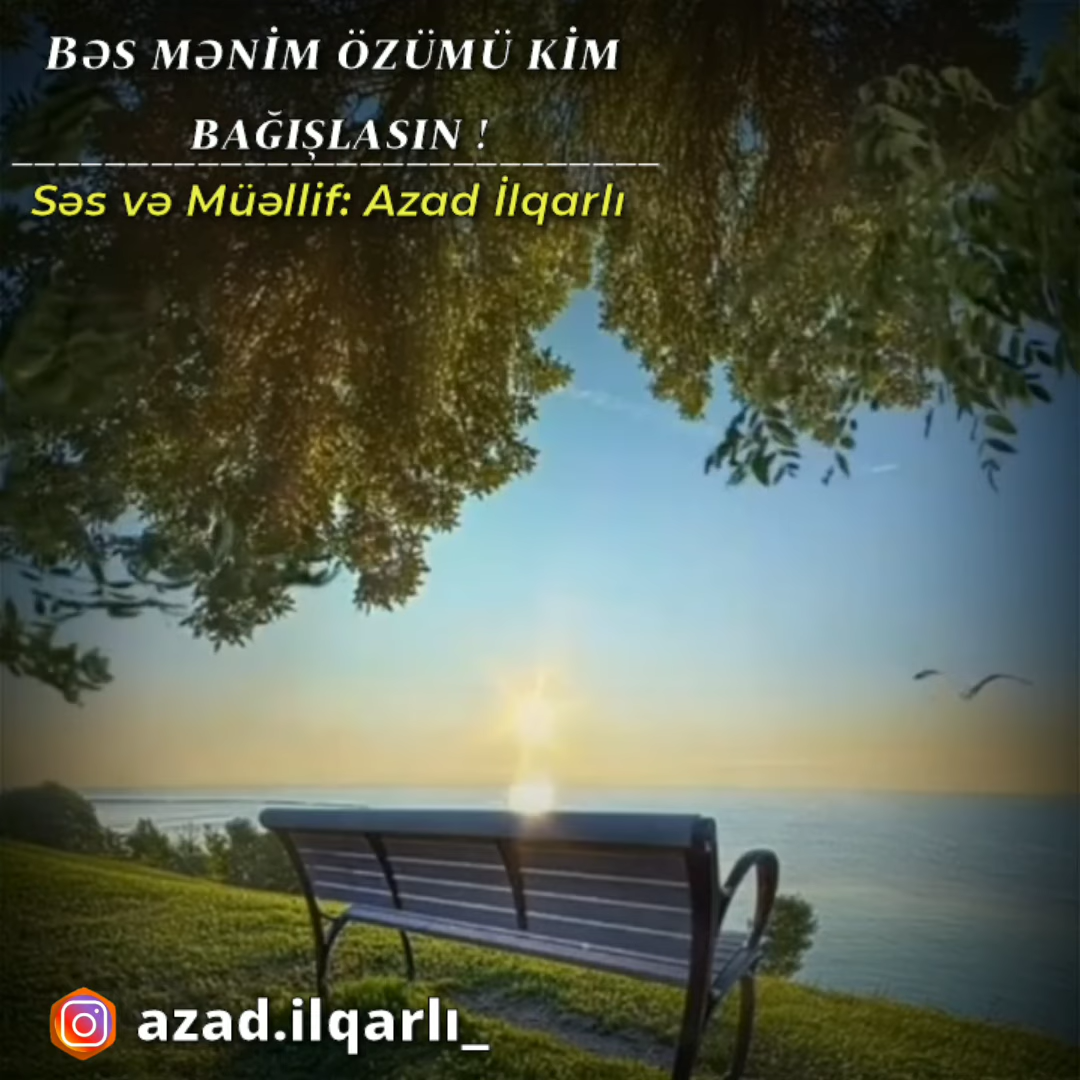 Bəs mənim özümü kim
bağışlasın !
Səs və Müəllif: Azad İlqarlı
azad.ilqarlı_